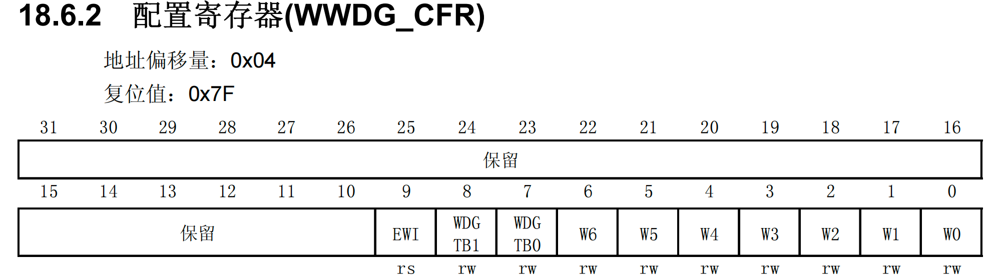 18.6.2 配置寄存器(WWDG_CFR)
地址偏移量：0x04
复位值：0x7F
31 30 29 28 27 26 25 24 23 22 21 20 19 18 17 16
保留
15 14 13 12 11 10 9 8 7 6 5 4 3 2 1 0
保留 EWI WDG TB1 WDG TB0 W6 W5 W4 W3 W2 W1 W0
rs rw rw rw rw rw rw rw rw rw